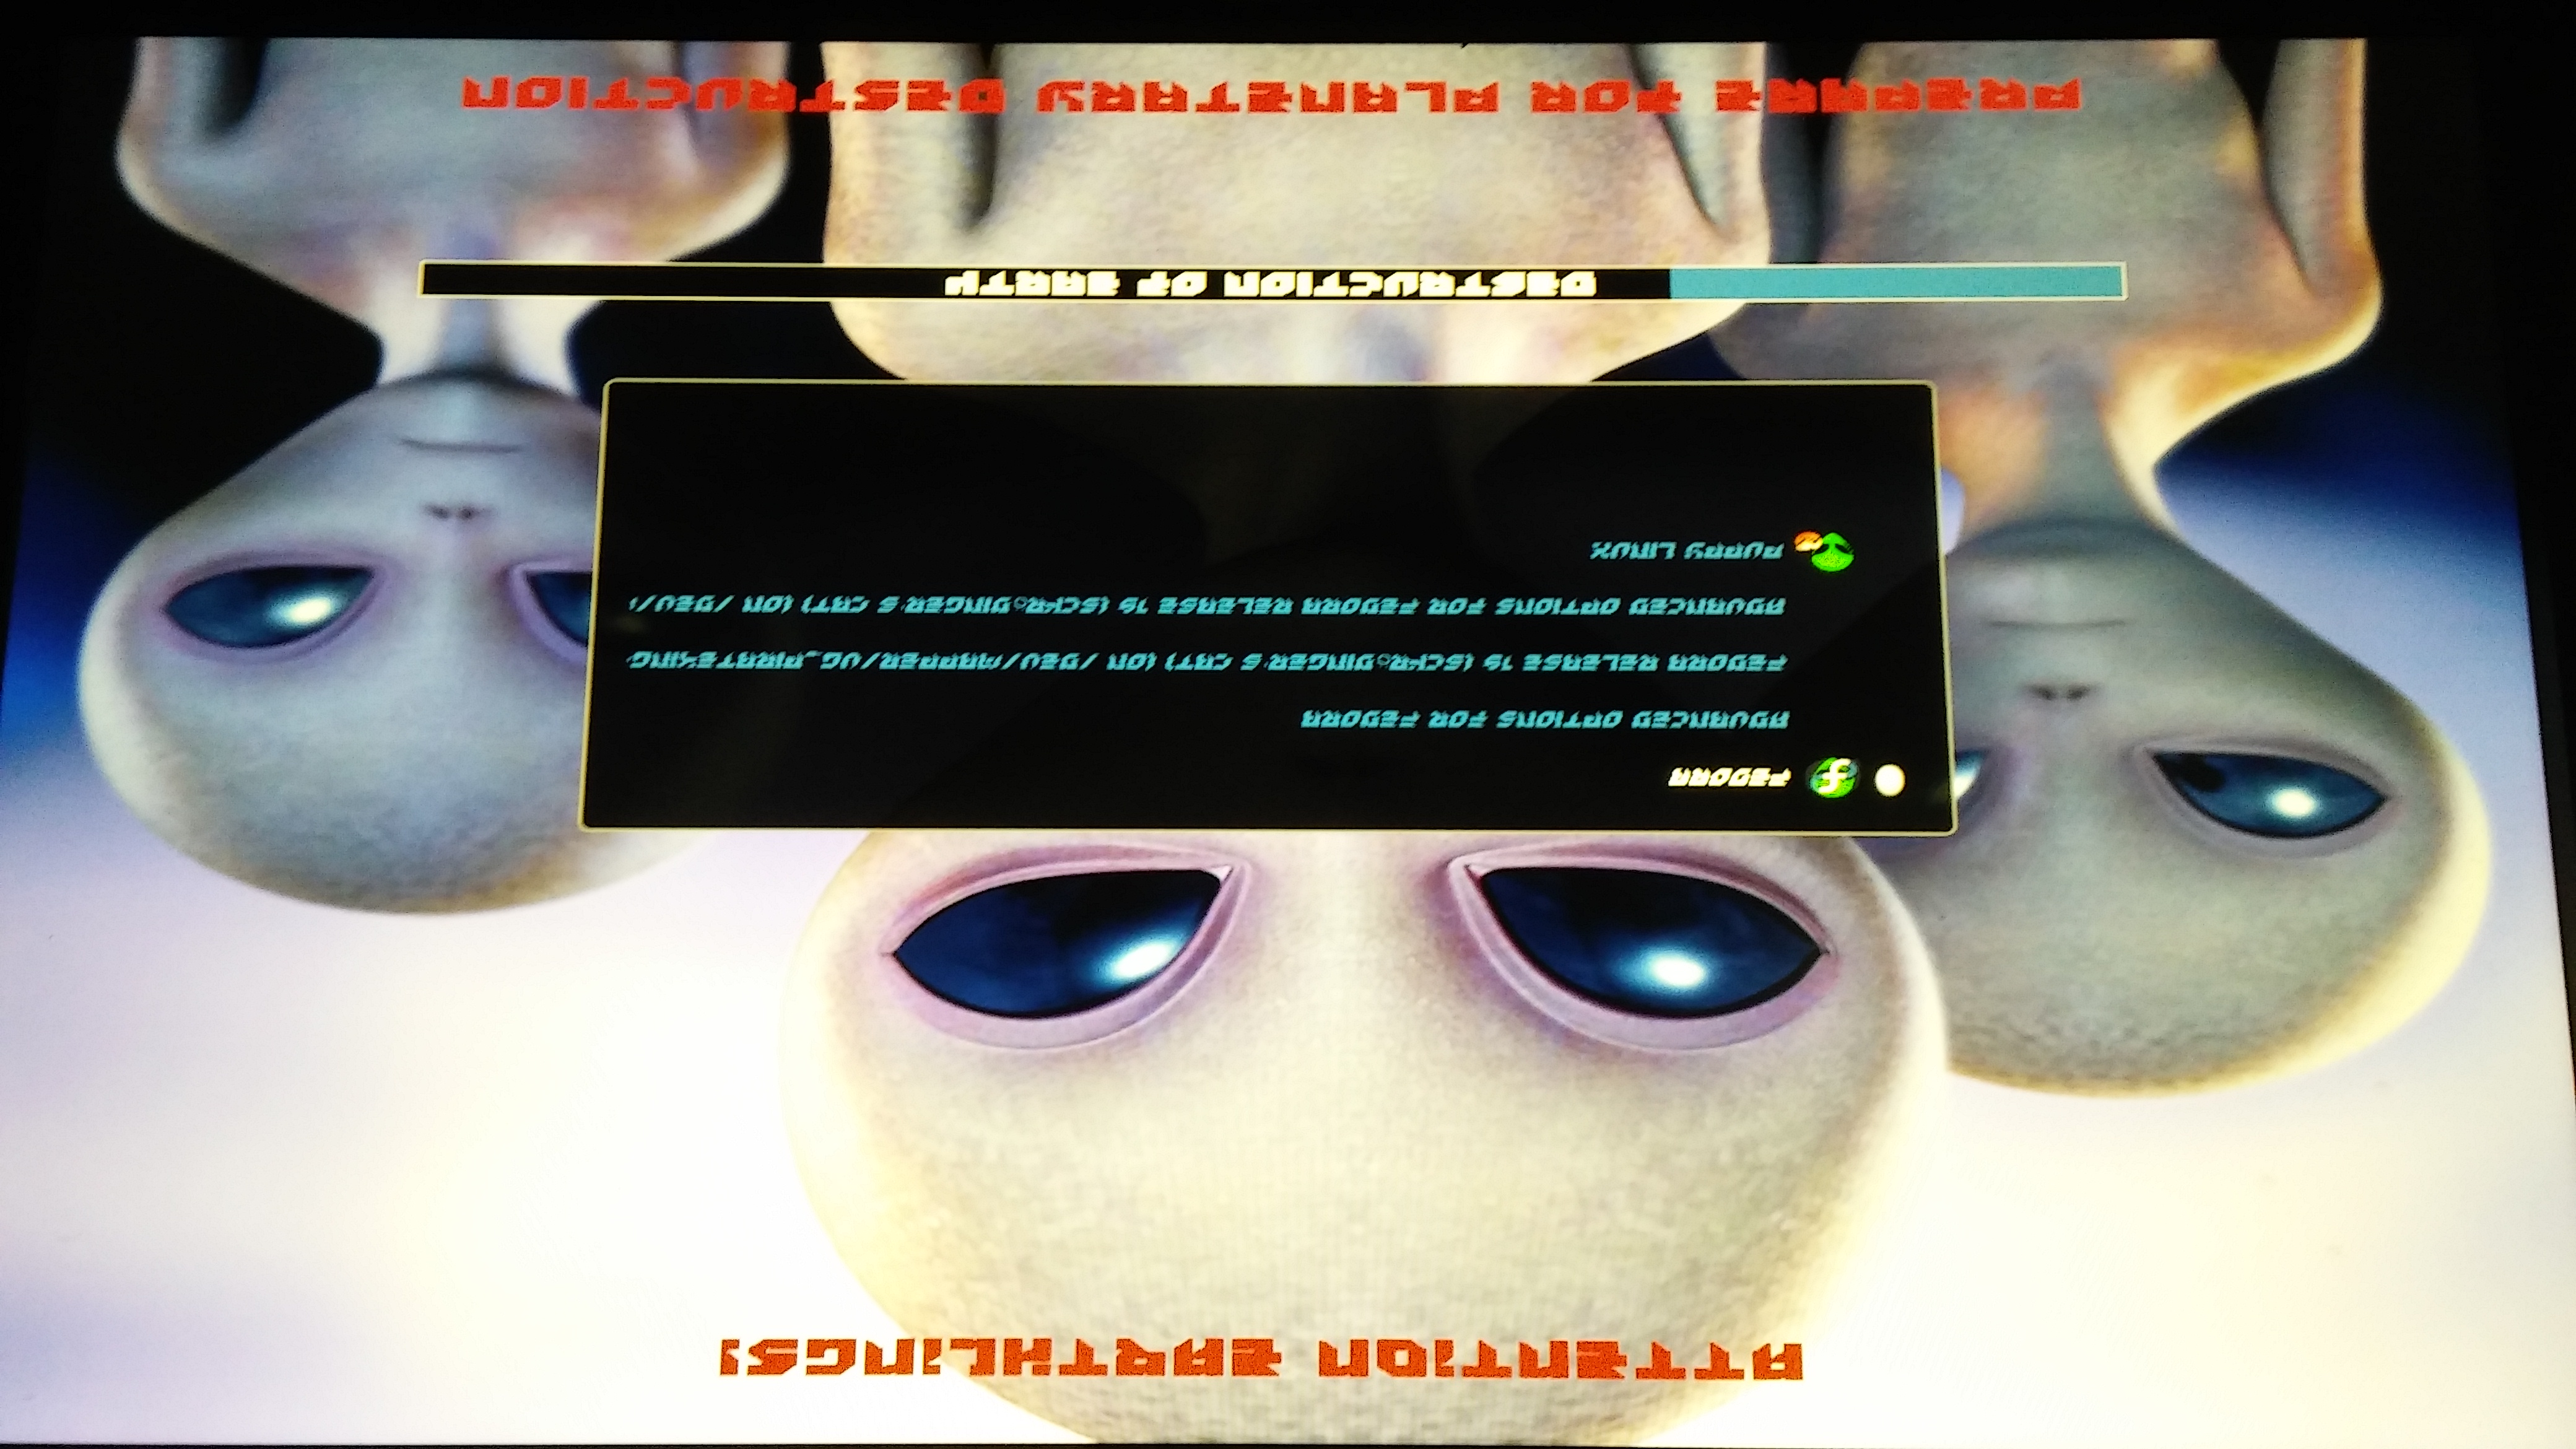 ATTENTION EARTHLINGS!
FEDORA
ADVANCED OPTIONS FOR FEDORA
FEDORA RELEASE 19 (SCHRöDINGER'S CAT) (ON /DEV/MAPPER/VG_PIRATEKING
ADVANCED OPTIONS FOR FEDORA RELEASE 19 (SCHRöDINGER'S CAT) (ON /DEV/
PUPPY LINUX
DESTRUCTION OF EARTH
PREPARE FOR PLANETARY DESTRUCTION